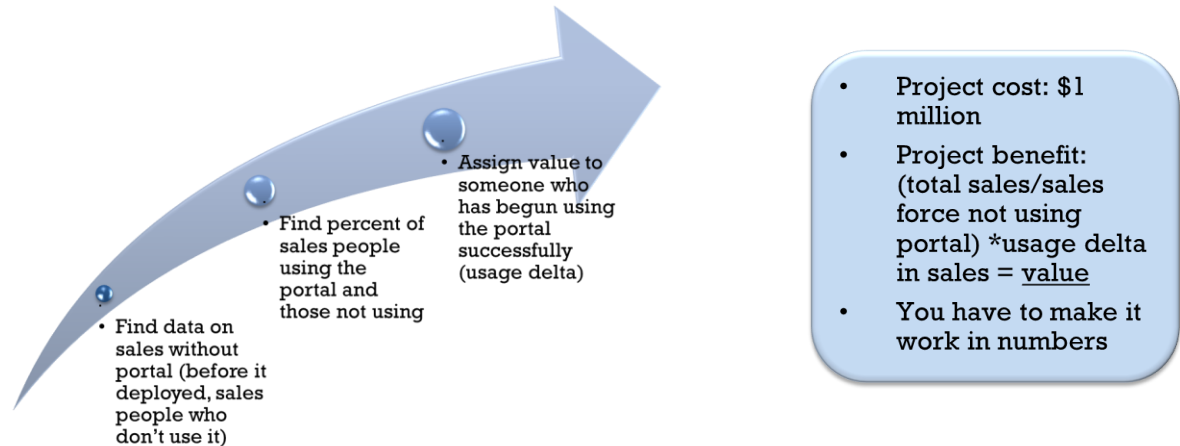 • Find data on
sales without
portal (before it
deployed, sales
people who
don't use it)
• Find percent of
sales people
using the
portal and
those not using
• Assign value to
someone who
has begun using
the portal
successfully
(usage delta)
• Project cost: $1
million
• Project benefit:
(total sales/sales
force not using
portal) *usage delta
in sales = value
• You have to make it
work in numbers